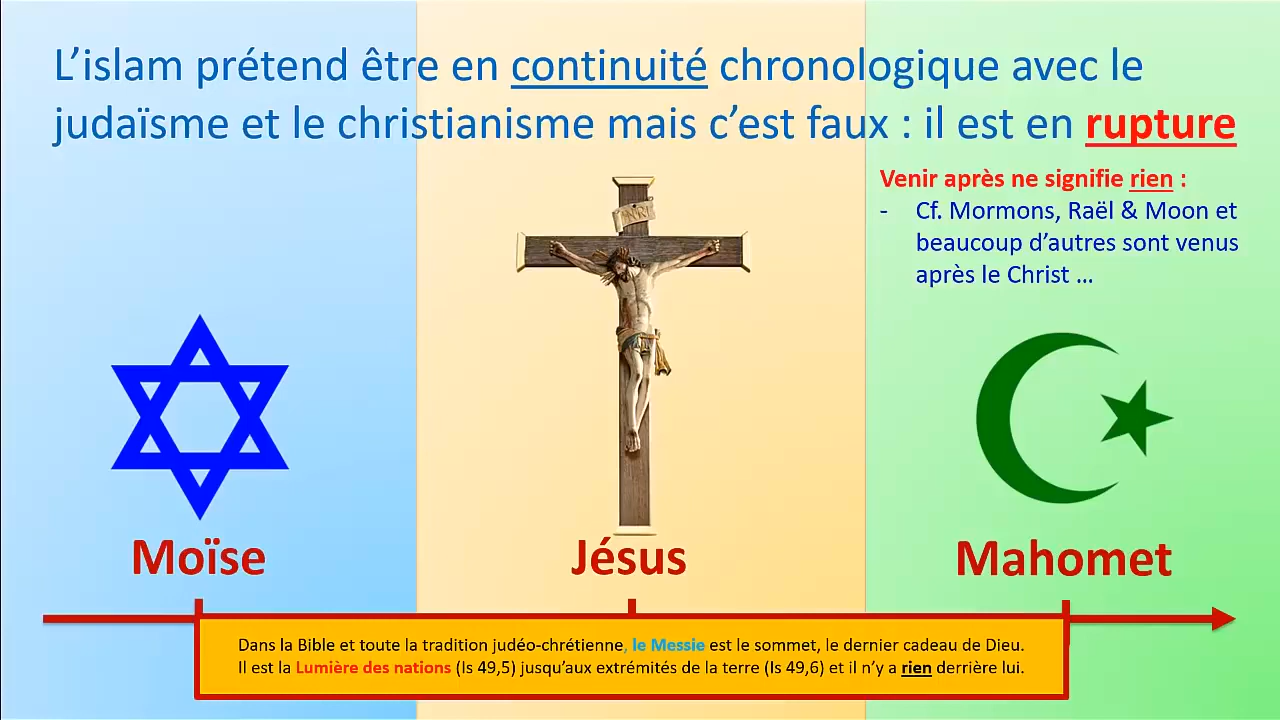 L’islam prétend être en continuité chronologique avec le
judaïsme et le christianisme mais c’est faux : il est en rupture
Venir après ne signifie rien :
- Cf. Mormons, Raël & Moon et
beaucoup d’autres sont venus
après le Christ ...
INRI
Moïse
Jésus
Mahomet
Dans la Bible et toute la tradition judéo-chrétienne, le Messie est le sommet, le dernier cadeau de Dieu.
Il est la Lumière des nations (Is 49,5) jusqu’aux extrémités de la terre (Is 49,6) et il n’y a rien derrière lui.